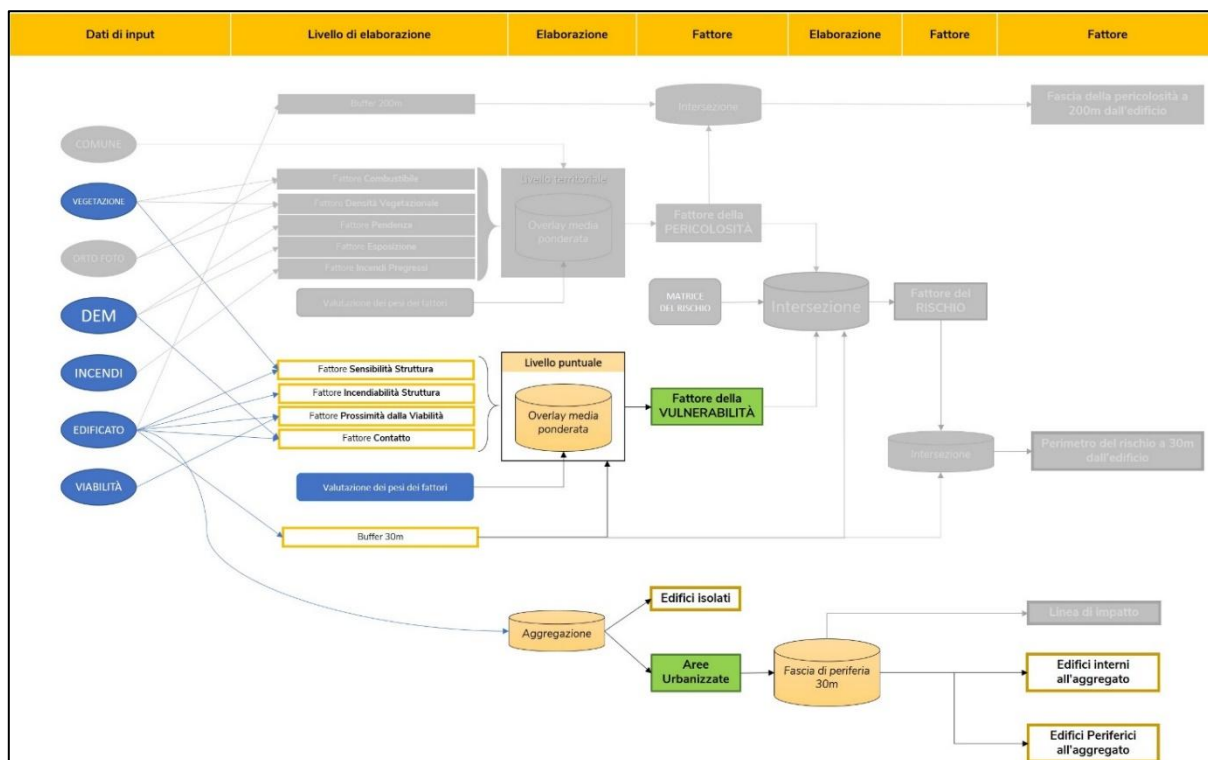 Dati di input
Livello di elaborazione
Elaborazione
Fattore
Elaborazione
Fattore
Fattore
Buffer 200m
Intersezione
Fascia della pericolosità a
200m dall'edificio
COMUNE
VEGETAZIONE
ORTO FOTO
DEM
INCENDI
EDIFICATO
VIABILITÀ
Fattore Combustibile
Fattore Densità Vegetazionale
Fattore Pendenza
Fattore Esposizione
Fattore Incendi Pregressi
Valutazione dei pesi dei fattori
Livello territoriale
Overlay media
ponderata
Fattore della
PERICOLOSITÀ
MATRICE
DEL RISCHIO
Intersezione
Fattore del
RISCHIO
Fattore Sensibilità Struttura
Fattore Incendiabilità Struttura
Fattore Prossimità dalla Viabilità
Fattore Contatto
Valutazione dei pesi dei fattori
Buffer 30m
Livello puntuale
Overlay media
ponderata
Fattore della
VULNERABILITÀ
Intersezione
Perimetro del rischio a 30m
dall'edificio
Aggregazione
Edifici isolati
Aree
Urbanizzate
Fascia di periferia
30m
Linea di impatto
Edifici interni
all'aggregato
Edifici Periferici
all'aggregato